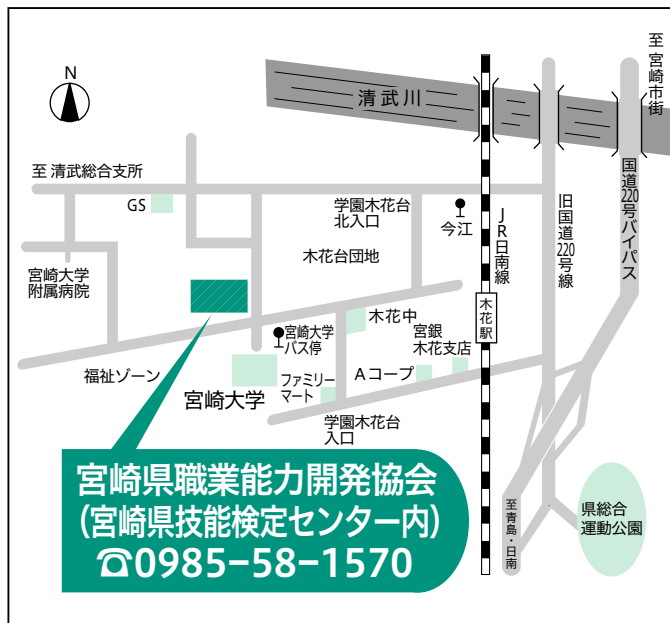 N
至 宮崎市街
清武川
至 清武総合支所
GS
学園木花台
北入口
今江
JR日南線
旧国道220号線
国道220号バイパス
宮崎大学
附属病院
木花台団地
木花駅
木花中
宮崎大学
バス停
宮銀
木花支店
福祉ゾーン
宮崎大学
ファミリー
マート
Aコープ
学園木花台
入口
宮崎県職業能力開発協会
(宮崎県技能検定センター内)
☎0985-58-1570
至青島・日南
県総合
運動公園